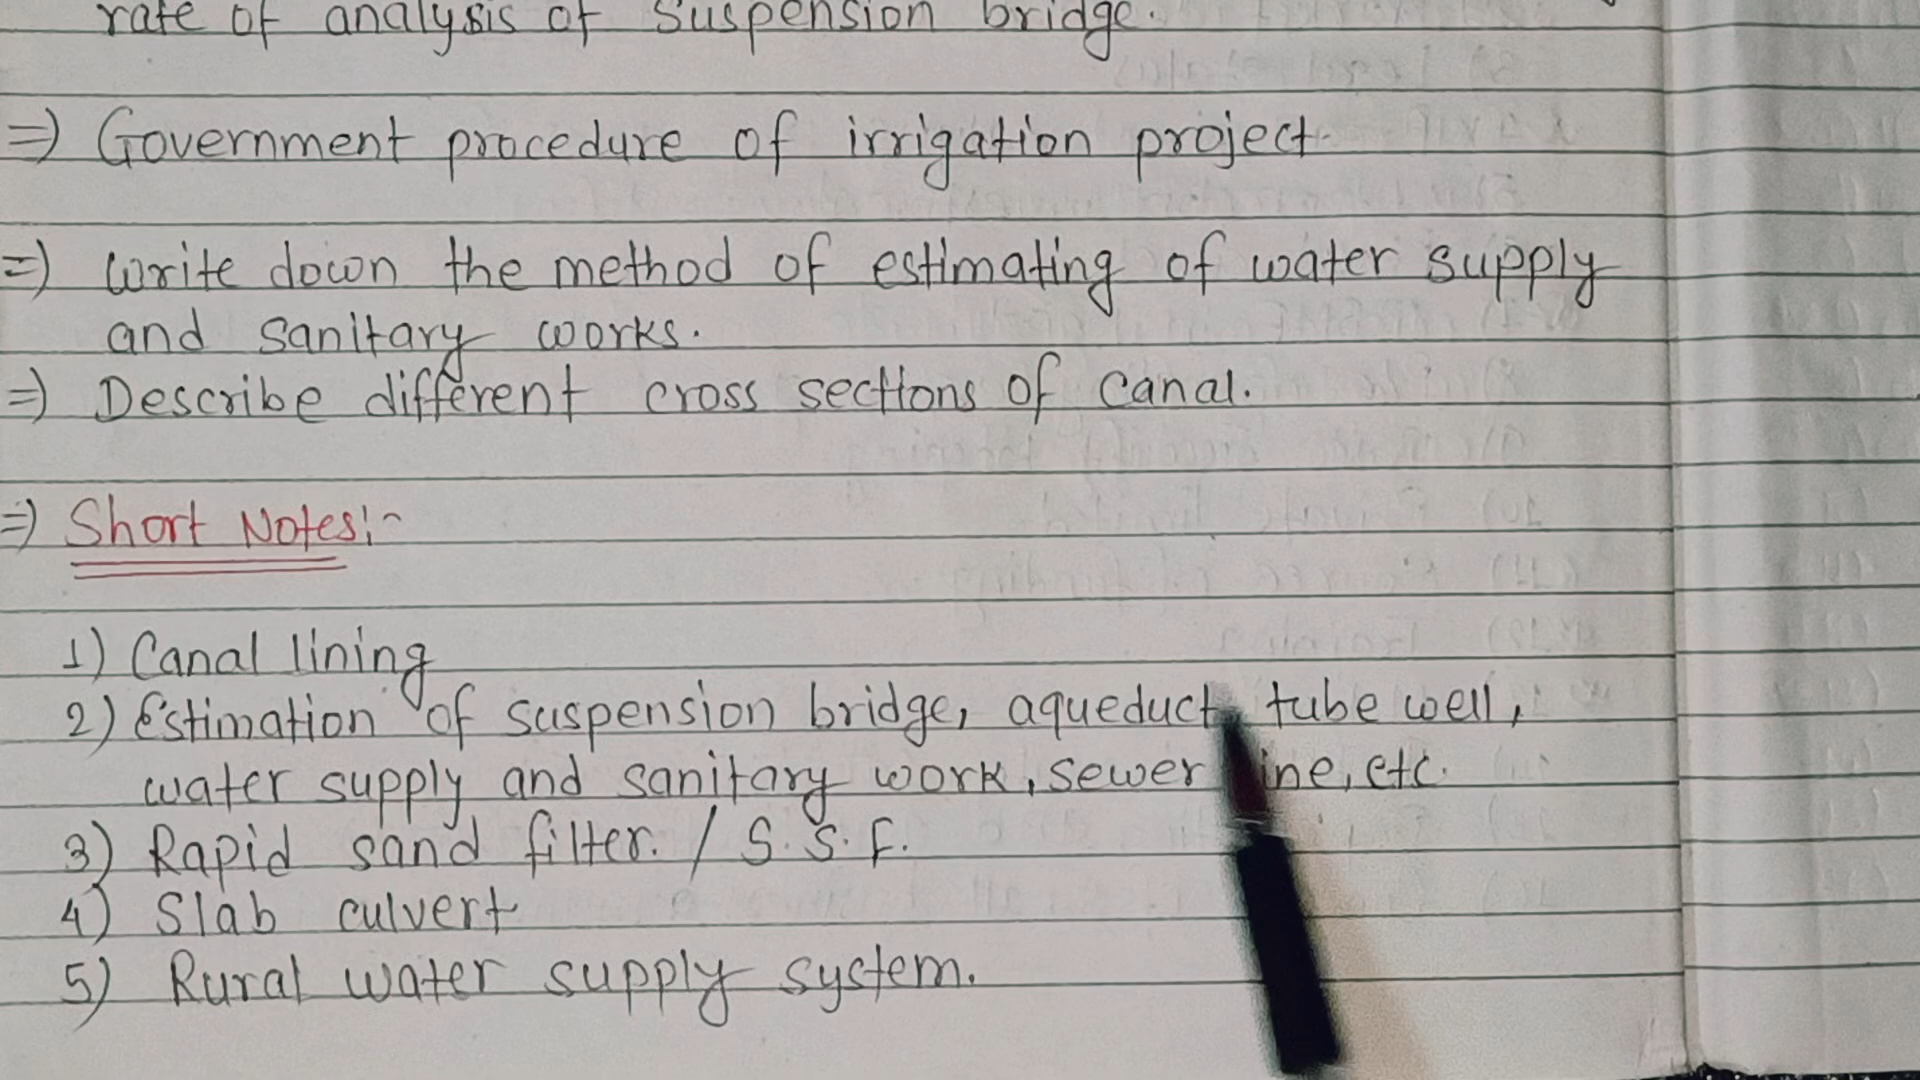 rate of analysis of suspension bridge.
=) Government procedure of irrigation project.
=) Write down the method of estimating of water supply
and sanitary works.
=) Describe different cross sections of canal.
=) Short Notes:-
1) Canal lining
2) Estimation of suspension bridge, aqueduct, tube well,
water supply and sanitary work, sewer line, etc.
3) Rapid sand filter. / S.S.F.
4) Slab culvert
5) Rural water supply system.